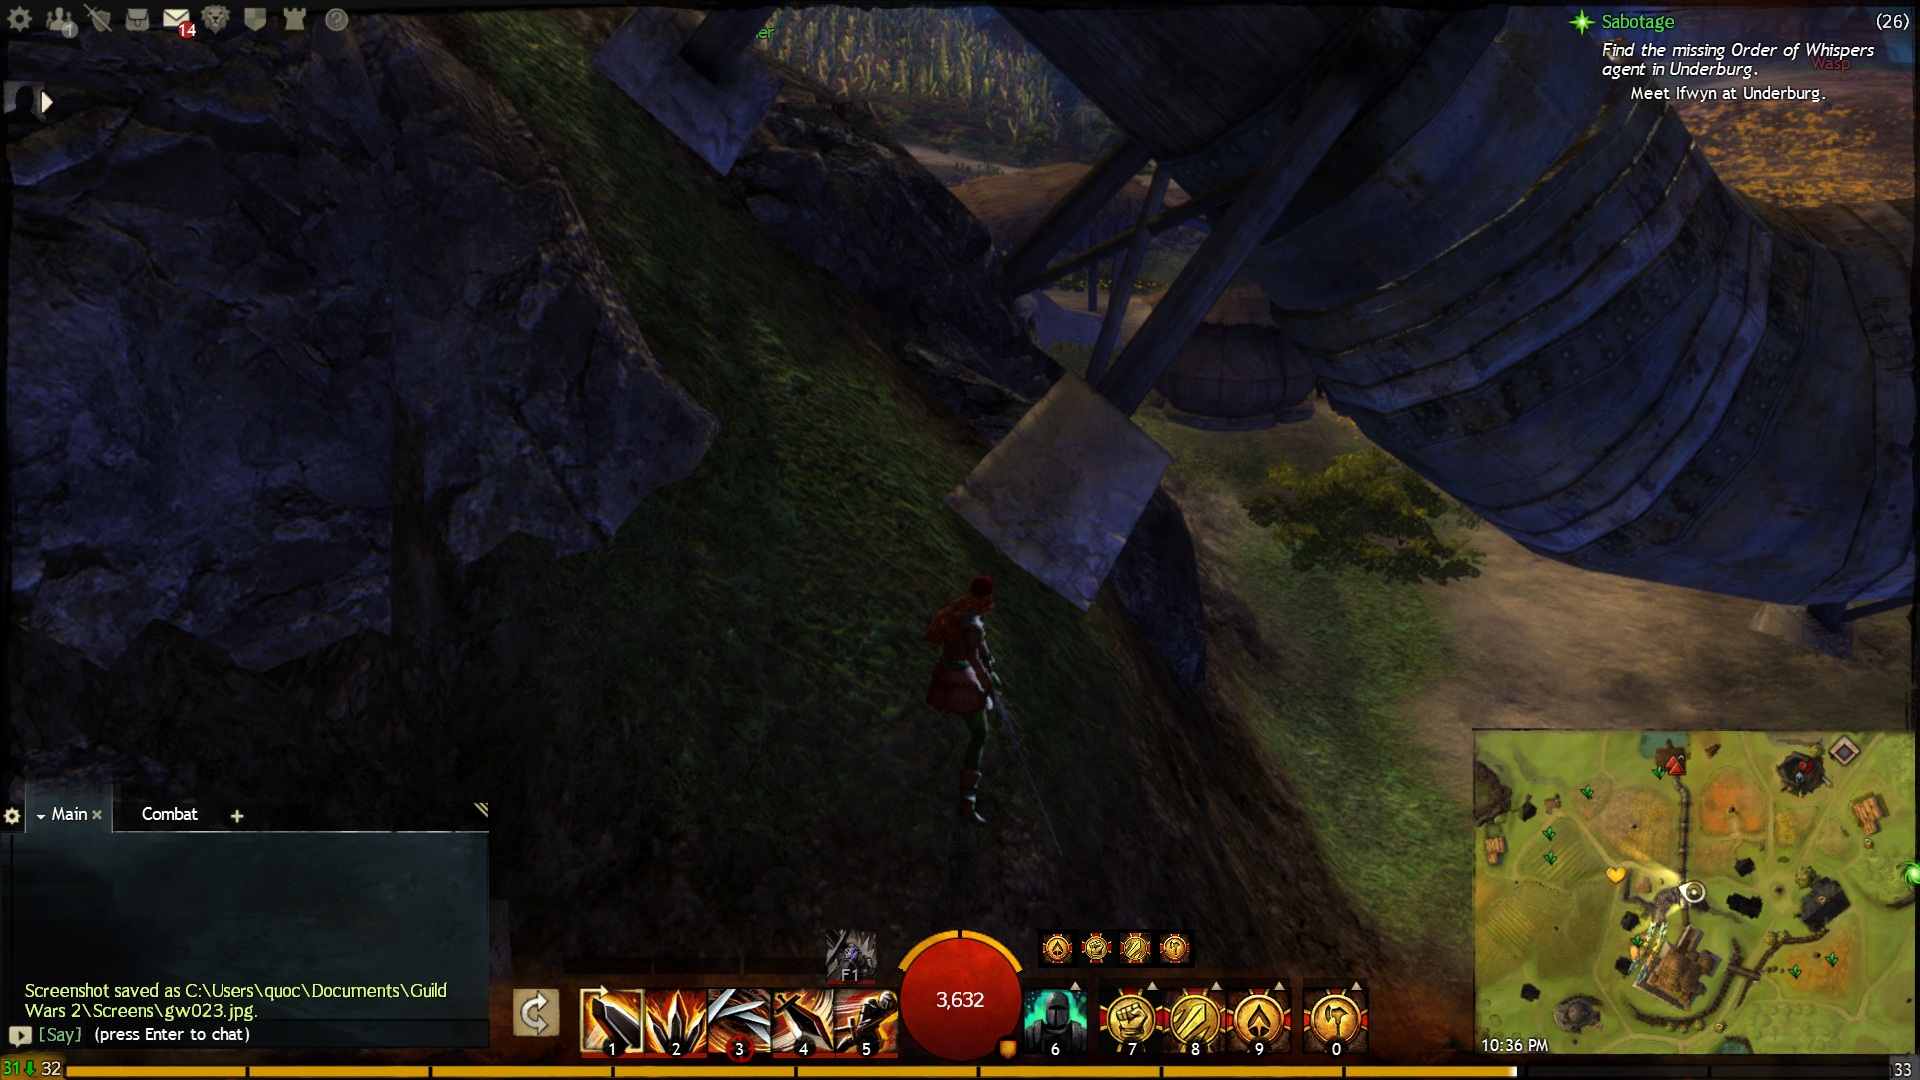 1
14
er
Sabotage
(26)
Find the missing Order of Whispers
agent in Underburg.
Wasp
Meet Ifwyn at Underburg.
Main
Combat
Screenshot saved as C:\Users\quoc\Documents\Guild
Wars 2\Screens\gw023.jpg.
[Say] (press Enter to chat)
F1
3,632
1 2 3 4 5 6 7 8 9 0
10:36 PM
31 32
33